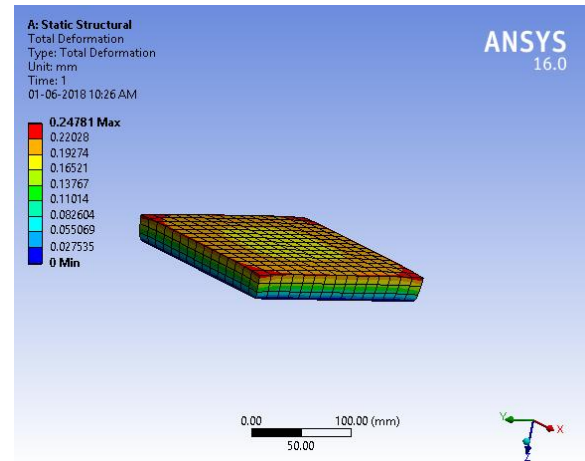 A: Static Structural
Total Deformation
Type: Total Deformation
Unit: mm
Time: 1
01-06-2018 10:26 AM
ANSYS
16.0
0.24781 Max
0.22028
0.19274
0.16521
0.13767
0.11014
0.082604
0.055069
0.027535
0 Min
0.00 100.00 (mm)
50.00
Y X
Z